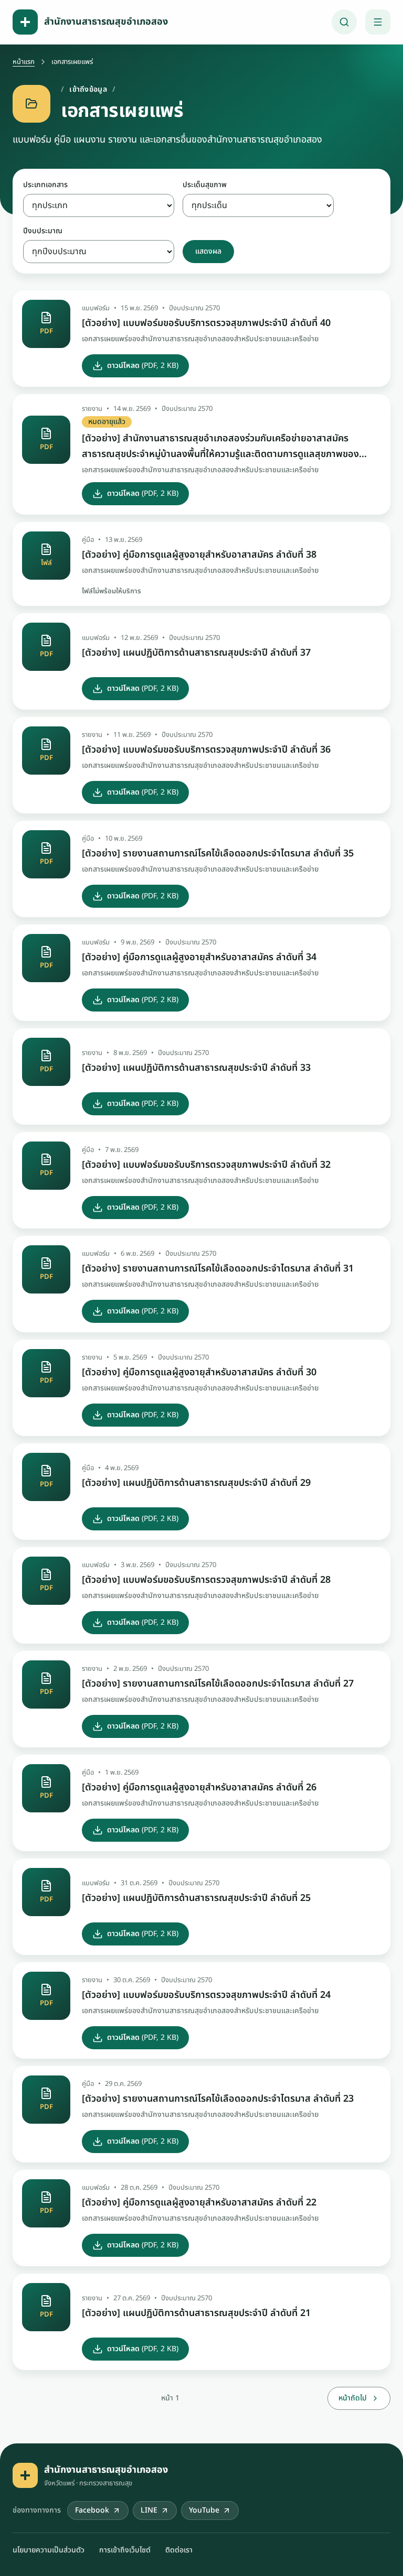 สำนักงานสาธารณสุขอำเภอสอง
หน้าแรก > เอกสารเผยแพร่
/ เข้าถึงข้อมูล /
เอกสารเผยแพร่
แบบฟอร์ม คู่มือ แผนงาน รายงาน และเอกสารอื่นของสำนักงานสาธารณสุขอำเภอสอง
ประเภทเอกสาร
ทุกประเภท
ประเด็นสุขภาพ
ทุกประเด็น
ปีงบประมาณ
ทุกปีงบประมาณ
แสดงผล
PDF
แบบฟอร์ม • 15 พ.ย. 2569 • ปีงบประมาณ 2570
[ตัวอย่าง] แบบฟอร์มขอรับบริการตรวจสุขภาพประจำปี ลำดับที่ 40
เอกสารเผยแพร่ของสำนักงานสาธารณสุขอำเภอสองสำหรับประชาชนและเครือข่าย
ดาวน์โหลด (PDF, 2 KB)
PDF
รายงาน • 14 พ.ย. 2569 • ปีงบประมาณ 2570
หมดอายุแล้ว
[ตัวอย่าง] สำนักงานสาธารณสุขอำเภอสองร่วมกับเครือข่ายอาสาสมัคร
สาธารณสุขประจำหมู่บ้านลงพื้นที่ให้ความรู้และติดตามการดูแลสุขภาพของ…
เอกสารเผยแพร่ของสำนักงานสาธารณสุขอำเภอสองสำหรับประชาชนและเครือข่าย
ดาวน์โหลด (PDF, 2 KB)
ไฟล์
คู่มือ • 13 พ.ย. 2569
[ตัวอย่าง] คู่มือการดูแลผู้สูงอายุสำหรับอาสาสมัคร ลำดับที่ 38
เอกสารเผยแพร่ของสำนักงานสาธารณสุขอำเภอสองสำหรับประชาชนและเครือข่าย
ไฟล์ไม่พร้อมให้บริการ
PDF
แบบฟอร์ม • 12 พ.ย. 2569 • ปีงบประมาณ 2570
[ตัวอย่าง] แผนปฏิบัติการด้านสาธารณสุขประจำปี ลำดับที่ 37
ดาวน์โหลด (PDF, 2 KB)
PDF
รายงาน • 11 พ.ย. 2569 • ปีงบประมาณ 2570
[ตัวอย่าง] แบบฟอร์มขอรับบริการตรวจสุขภาพประจำปี ลำดับที่ 36
เอกสารเผยแพร่ของสำนักงานสาธารณสุขอำเภอสองสำหรับประชาชนและเครือข่าย
ดาวน์โหลด (PDF, 2 KB)
PDF
คู่มือ • 10 พ.ย. 2569
[ตัวอย่าง] รายงานสถานการณ์โรคไข้เลือดออกประจำไตรมาส ลำดับที่ 35
เอกสารเผยแพร่ของสำนักงานสาธารณสุขอำเภอสองสำหรับประชาชนและเครือข่าย
ดาวน์โหลด (PDF, 2 KB)
PDF
แบบฟอร์ม • 9 พ.ย. 2569 • ปีงบประมาณ 2570
[ตัวอย่าง] คู่มือการดูแลผู้สูงอายุสำหรับอาสาสมัคร ลำดับที่ 34
เอกสารเผยแพร่ของสำนักงานสาธารณสุขอำเภอสองสำหรับประชาชนและเครือข่าย
ดาวน์โหลด (PDF, 2 KB)
PDF
รายงาน • 8 พ.ย. 2569 • ปีงบประมาณ 2570
[ตัวอย่าง] แผนปฏิบัติการด้านสาธารณสุขประจำปี ลำดับที่ 33
ดาวน์โหลด (PDF, 2 KB)
PDF
คู่มือ • 7 พ.ย. 2569
[ตัวอย่าง] แบบฟอร์มขอรับบริการตรวจสุขภาพประจำปี ลำดับที่ 32
เอกสารเผยแพร่ของสำนักงานสาธารณสุขอำเภอสองสำหรับประชาชนและเครือข่าย
ดาวน์โหลด (PDF, 2 KB)
PDF
แบบฟอร์ม • 6 พ.ย. 2569 • ปีงบประมาณ 2570
[ตัวอย่าง] รายงานสถานการณ์โรคไข้เลือดออกประจำไตรมาส ลำดับที่ 31
เอกสารเผยแพร่ของสำนักงานสาธารณสุขอำเภอสองสำหรับประชาชนและเครือข่าย
ดาวน์โหลด (PDF, 2 KB)
PDF
รายงาน • 5 พ.ย. 2569 • ปีงบประมาณ 2570
[ตัวอย่าง] คู่มือการดูแลผู้สูงอายุสำหรับอาสาสมัคร ลำดับที่ 30
เอกสารเผยแพร่ของสำนักงานสาธารณสุขอำเภอสองสำหรับประชาชนและเครือข่าย
ดาวน์โหลด (PDF, 2 KB)
PDF
คู่มือ • 4 พ.ย. 2569
[ตัวอย่าง] แผนปฏิบัติการด้านสาธารณสุขประจำปี ลำดับที่ 29
ดาวน์โหลด (PDF, 2 KB)
PDF
แบบฟอร์ม • 3 พ.ย. 2569 • ปีงบประมาณ 2570
[ตัวอย่าง] แบบฟอร์มขอรับบริการตรวจสุขภาพประจำปี ลำดับที่ 28
เอกสารเผยแพร่ของสำนักงานสาธารณสุขอำเภอสองสำหรับประชาชนและเครือข่าย
ดาวน์โหลด (PDF, 2 KB)
PDF
รายงาน • 2 พ.ย. 2569 • ปีงบประมาณ 2570
[ตัวอย่าง] รายงานสถานการณ์โรคไข้เลือดออกประจำไตรมาส ลำดับที่ 27
เอกสารเผยแพร่ของสำนักงานสาธารณสุขอำเภอสองสำหรับประชาชนและเครือข่าย
ดาวน์โหลด (PDF, 2 KB)
PDF
คู่มือ • 1 พ.ย. 2569
[ตัวอย่าง] คู่มือการดูแลผู้สูงอายุสำหรับอาสาสมัคร ลำดับที่ 26
เอกสารเผยแพร่ของสำนักงานสาธารณสุขอำเภอสองสำหรับประชาชนและเครือข่าย
ดาวน์โหลด (PDF, 2 KB)
PDF
แบบฟอร์ม • 31 ต.ค. 2569 • ปีงบประมาณ 2570
[ตัวอย่าง] แผนปฏิบัติการด้านสาธารณสุขประจำปี ลำดับที่ 25
ดาวน์โหลด (PDF, 2 KB)
PDF
รายงาน • 30 ต.ค. 2569 • ปีงบประมาณ 2570
[ตัวอย่าง] แบบฟอร์มขอรับบริการตรวจสุขภาพประจำปี ลำดับที่ 24
เอกสารเผยแพร่ของสำนักงานสาธารณสุขอำเภอสองสำหรับประชาชนและเครือข่าย
ดาวน์โหลด (PDF, 2 KB)
PDF
คู่มือ • 29 ต.ค. 2569
[ตัวอย่าง] รายงานสถานการณ์โรคไข้เลือดออกประจำไตรมาส ลำดับที่ 23
เอกสารเผยแพร่ของสำนักงานสาธารณสุขอำเภอสองสำหรับประชาชนและเครือข่าย
ดาวน์โหลด (PDF, 2 KB)
PDF
แบบฟอร์ม • 28 ต.ค. 2569 • ปีงบประมาณ 2570
[ตัวอย่าง] คู่มือการดูแลผู้สูงอายุสำหรับอาสาสมัคร ลำดับที่ 22
เอกสารเผยแพร่ของสำนักงานสาธารณสุขอำเภอสองสำหรับประชาชนและเครือข่าย
ดาวน์โหลด (PDF, 2 KB)
PDF
รายงาน • 27 ต.ค. 2569 • ปีงบประมาณ 2570
[ตัวอย่าง] แผนปฏิบัติการด้านสาธารณสุขประจำปี ลำดับที่ 21
ดาวน์โหลด (PDF, 2 KB)
หน้า 1
หน้าถัดไป
สำนักงานสาธารณสุขอำเภอสอง
จังหวัดแพร่ · กระทรวงสาธารณสุข
ช่องทางทางการ
Facebook
LINE
YouTube
นโยบายความเป็นส่วนตัว
การเข้าถึงเว็บไซต์
ติดต่อเรา